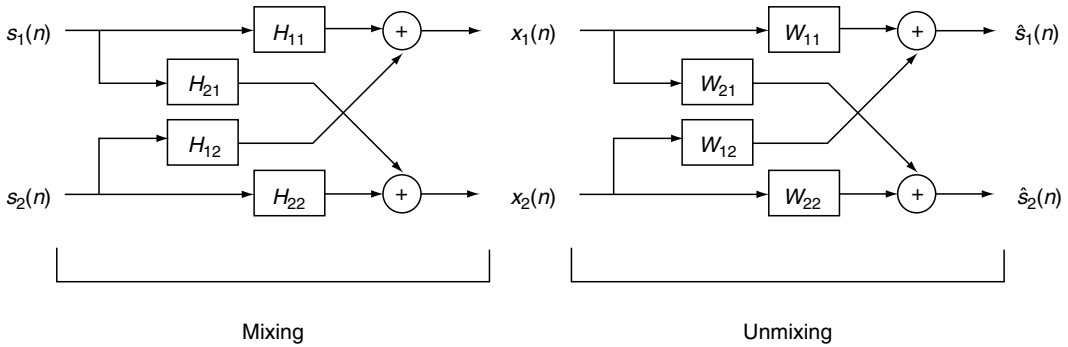 s₁(n) H₁₁ + x₁(n) W₁₁ + ŝ₁(n)
H₂₁ W₂₁
H₁₂ W₁₂
s₂(n) H₂₂ + x₂(n) W₂₂ + ŝ₂(n)
Mixing Unmixing